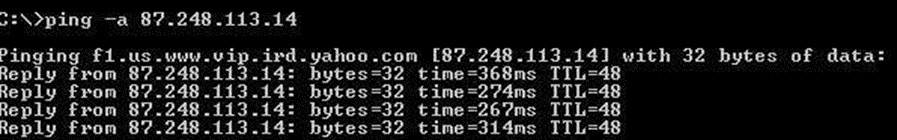 C:\>ping -a 87.248.113.14
Pinging f1.us.www.vip.ird.yahoo.com [87.248.113.14] with 32 bytes of data:
Reply from 87.248.113.14: bytes=32 time=368ms TTL=48
Reply from 87.248.113.14: bytes=32 time=274ms TTL=48
Reply from 87.248.113.14: bytes=32 time=267ms TTL=48
Reply from 87.248.113.14: bytes=32 time=314ms TTL=48